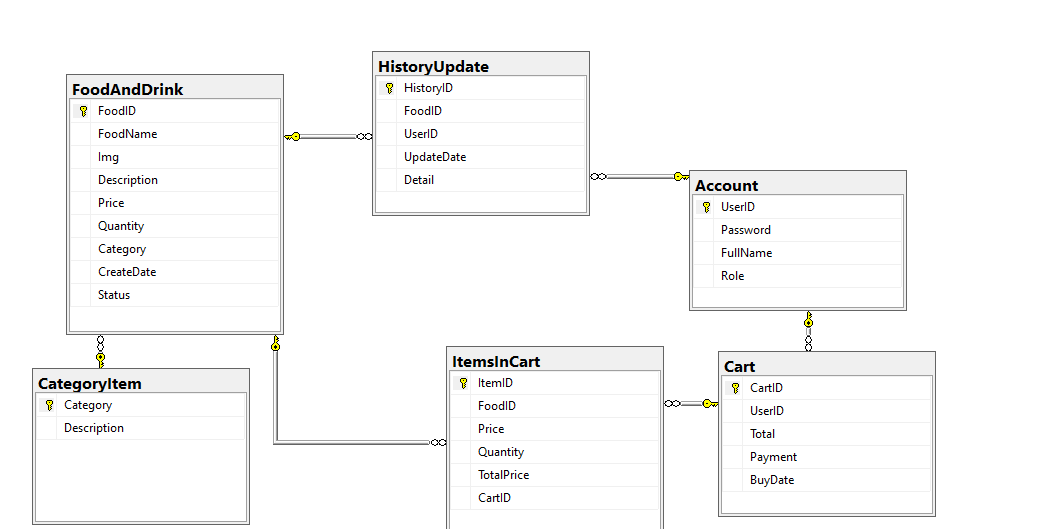 FoodAndDrink
FoodID
FoodName
Img
Description
Price
Quantity
Category
CreateDate
Status
HistoryUpdate
HistoryID
FoodID
UserID
UpdateDate
Detail
Account
UserID
Password
FullName
Role
CategoryItem
Category
Description
ItemsInCart
ItemID
FoodID
Price
Quantity
TotalPrice
CartID
Cart
CartID
UserID
Total
Payment
BuyDate